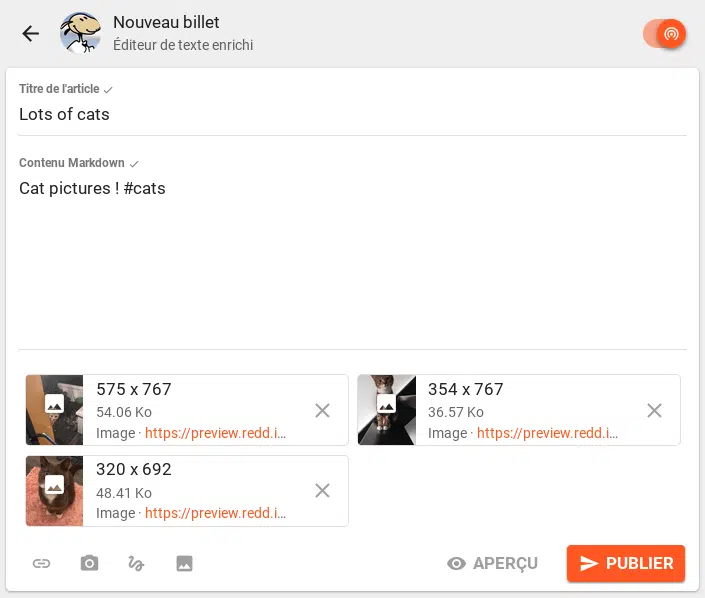 Nouveau billet
Éditeur de texte enrichi
Titre de l'article
Lots of cats
Contenu Markdown
Cat pictures ! #cats
575 x 767
54.06 Ko
Image · https://preview.redd.i...
354 x 767
36.57 Ko
Image · https://preview.redd.i...
320 x 692
48.41 Ko
Image · https://preview.redd.i...
APERÇU
PUBLIER